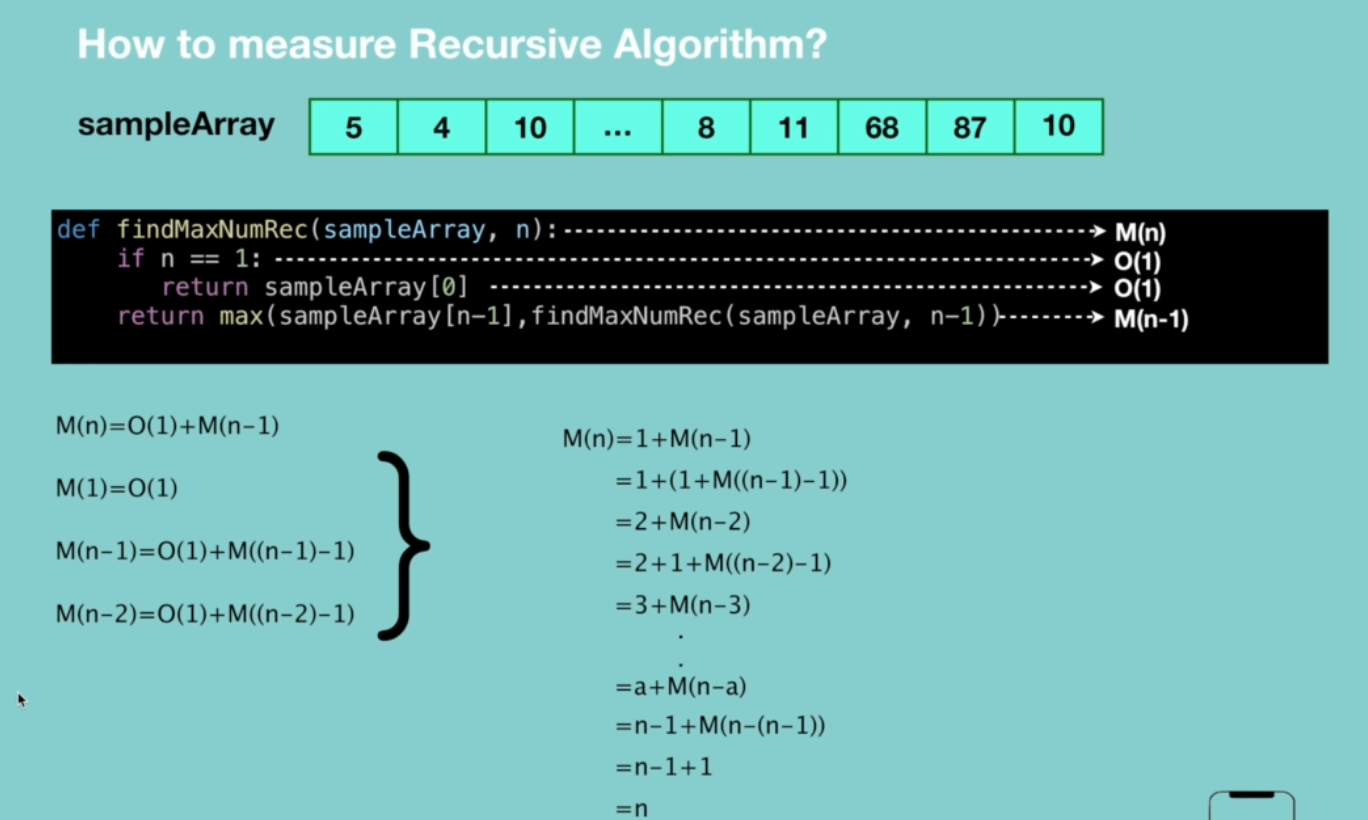 How to measure Recursive Algorithm?
sampleArray 5 4 10 ... 8 11 68 87 10
def findMaxNumRec(sampleArray, n): M(n)
if n == 1: O(1)
return sampleArray[0] O(1)
return max(sampleArray[n-1],findMaxNumRec(sampleArray, n-1)) M(n-1)
M(n)=O(1)+M(n-1)
M(1)=O(1)
M(n-1)=O(1)+M((n-1)-1)
M(n-2)=O(1)+M((n-2)-1)
M(n)=1+M(n-1)
=1+(1+M((n-1)-1))
=2+M(n-2)
=2+1+M((n-2)-1)
=3+M(n-3)
.
.
=a+M(n-a)
=n-1+M(n-(n-1))
=n-1+1
=n